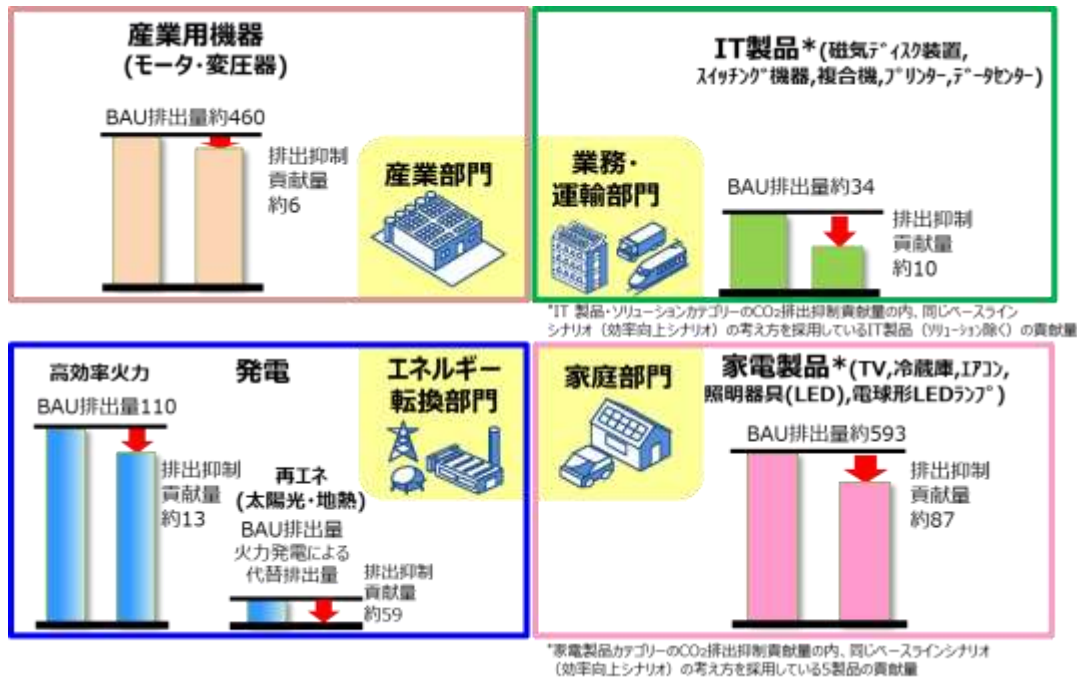 産業用機器
(モータ・変圧器)
BAU排出量約460
排出抑制
貢献量
約6
産業部門
IT製品*(磁気ﾃﾞｨｽｸ装置,
ｽｲｯﾁﾝｸﾞ機器,複合機,ﾌﾟﾘﾝﾀｰ,ﾃﾞｰﾀｾﾝﾀｰ)
業務・
運輸部門
BAU排出量約34
排出抑制
貢献量
約10
*IT 製品・ソリューションカテゴリーのCO₂排出抑制貢献量の内、同じベースライン
シナリオ（効率向上シナリオ）の考え方を採用しているIT製品（ｿﾘｭｰｼｮﾝ除く）の貢献量
高効率火力
発電
BAU排出量110
排出抑制
貢献量
約13
エネルギー
転換部門
再エネ
(太陽光・地熱)
BAU排出量
火力発電による
代替排出量
排出抑制
貢献量
約59
家庭部門
家電製品*(TV,冷蔵庫,ｴｱｺﾝ,
照明器具(LED),電球形LEDﾗﾝﾌﾟ)
BAU排出量約593
排出抑制
貢献量
約87
*家電製品ｶﾃｺﾞﾘｰのCO₂排出抑制貢献量の内、同じベースラインシナリオ
（効率向上シナリオ）の考え方を採用している5製品の貢献量